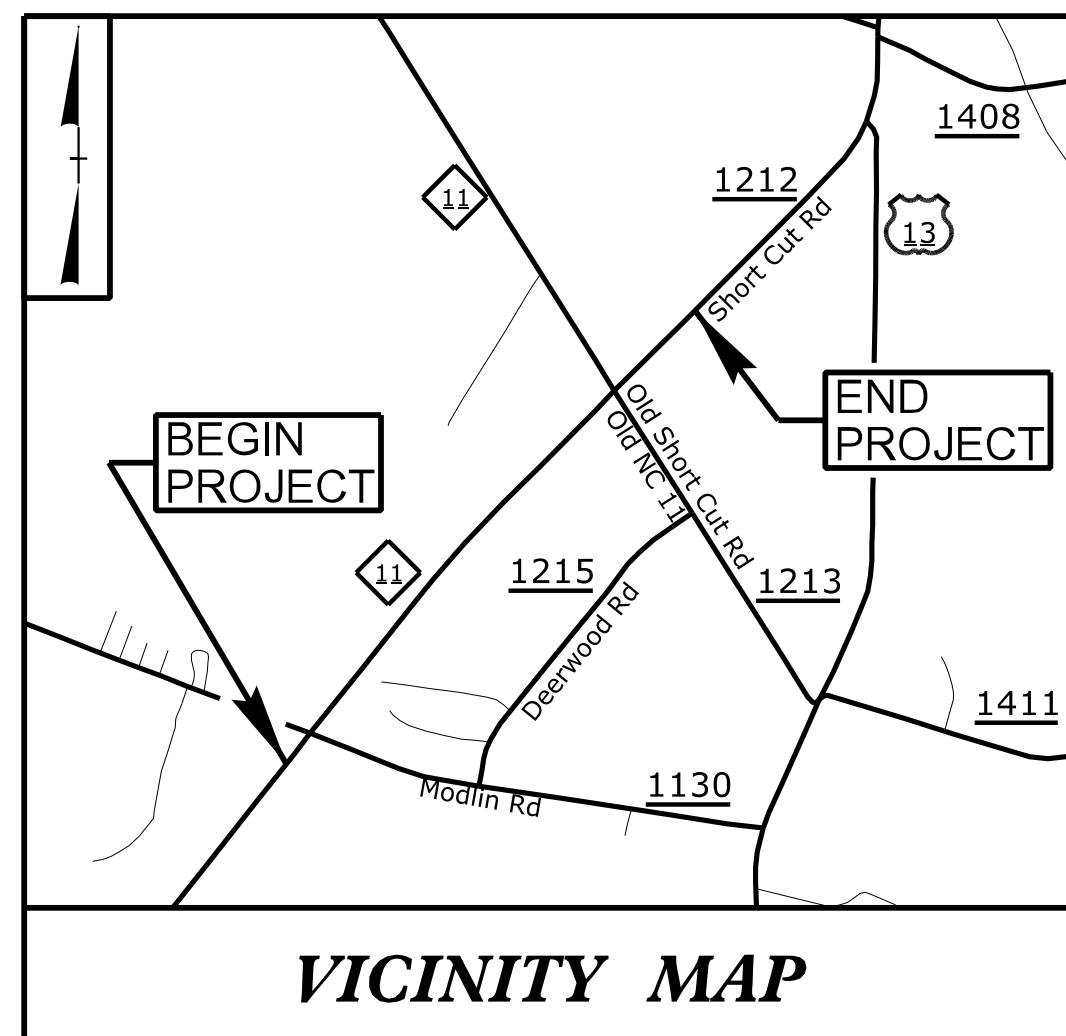 1408
1212
11
13
Short Cut Rd
END
PROJECT
BEGIN
PROJECT
Old Short Cut Rd
Old NC 11
11
1215
1213
Deerwood Rd
1411
1130
Modlin Rd
VICINITY MAP